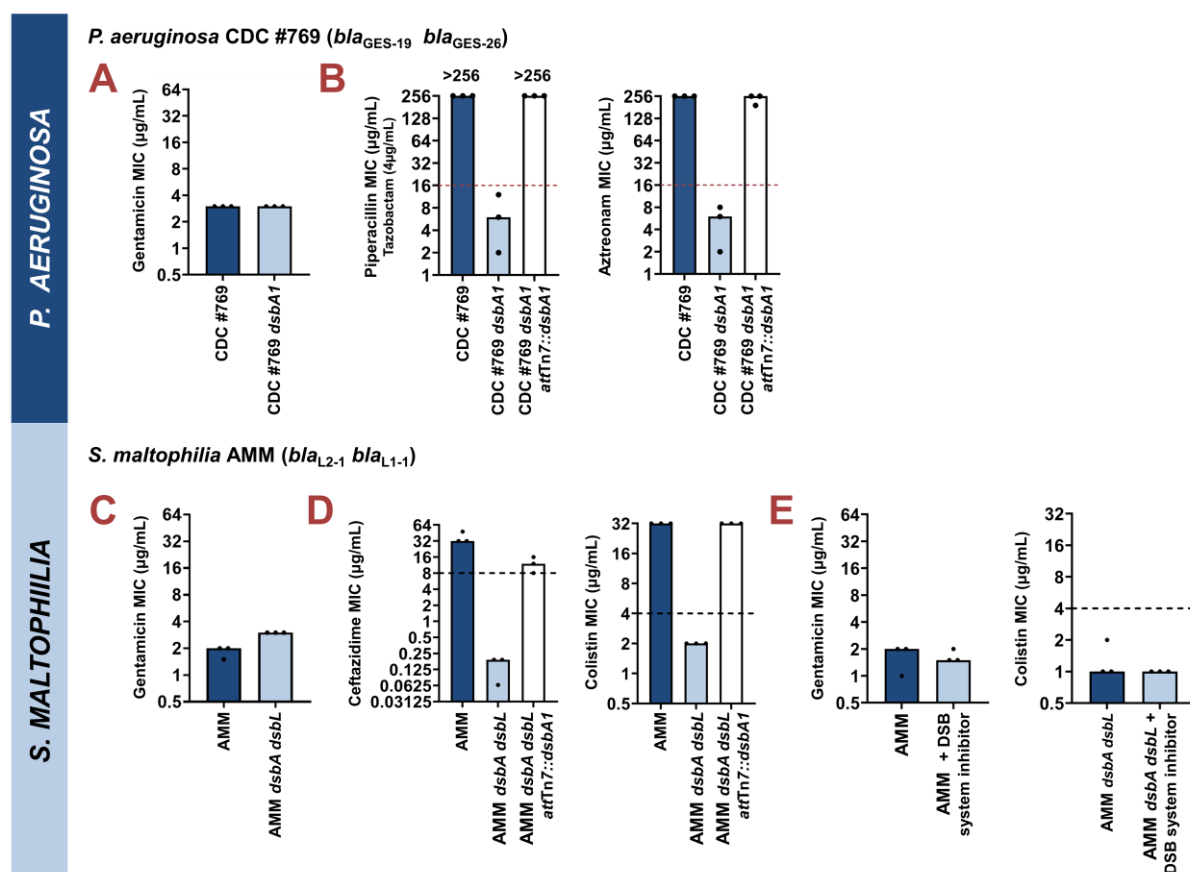 P. AERUGINOSA
P. aeruginosa CDC #769 (blaGES-19 blaGES-26)
A
Gentamicin MIC (µg/mL)
64
32
16
8
4
2
1
0.5
CDC #769
CDC #769 dsbA1
B
>256
>256
Piperacillin MIC (µg/mL)
Tazobactam (4µg/mL)
256
128
64
32
16
8
4
2
1
CDC #769
CDC #769 dsbA1
CDC #769 dsbA1
attTn7::dsbA1
Aztreonam MIC (µg/mL)
256
128
64
32
16
8
4
2
1
CDC #769
CDC #769 dsbA1
CDC #769 dsbA1
attTn7::dsbA1
S. MALTOPHIILIA
S. maltophilia AMM (blaL2-1 blaL1-1)
C
Gentamicin MIC (µg/mL)
64
32
16
8
4
2
1
0.5
AMM
AMM dsbA dsbL
D
Ceftazidime MIC (µg/mL)
64
32
16
8
4
2
1
0.5
0.25
0.125
0.0625
0.03125
AMM
AMM dsbA dsbL
AMM dsbA dsbL
attTn7::dsbA1
Colistin MIC (µg/mL)
32
16
8
4
2
1
0.5
AMM
AMM dsbA dsbL
AMM dsbA dsbL
attTn7::dsbA1
E
Gentamicin MIC (µg/mL)
64
32
16
8
4
2
1
0.5
AMM
AMM + DSB
system inhibitor
Colistin MIC (µg/mL)
32
16
8
4
2
1
0.5
AMM dsbA dsbL
AMM dsbA dsbL +
DSB system inhibitor